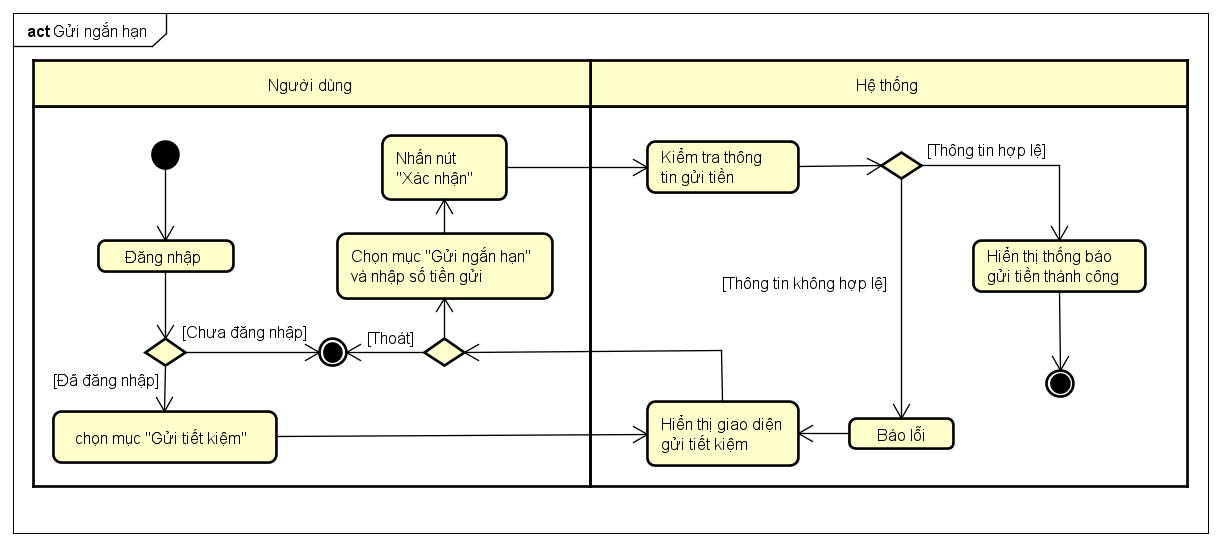 act Gửi ngắn hạn
Người dùng
Hệ thống
Nhấn nút
"Xác nhận"
Kiểm tra thông
tin gửi tiền
[Thông tin hợp lệ]
Đăng nhập
Chọn mục "Gửi ngắn hạn"
và nhập số tiền gửi
Hiển thị thống báo
gửi tiền thành công
[Thông tin không hợp lệ]
[Chưa đăng nhập]
[Thoát]
[Đã đăng nhập]
chọn mục "Gửi tiết kiệm"
Hiển thị giao diện
gửi tiết kiệm
Báo lỗi